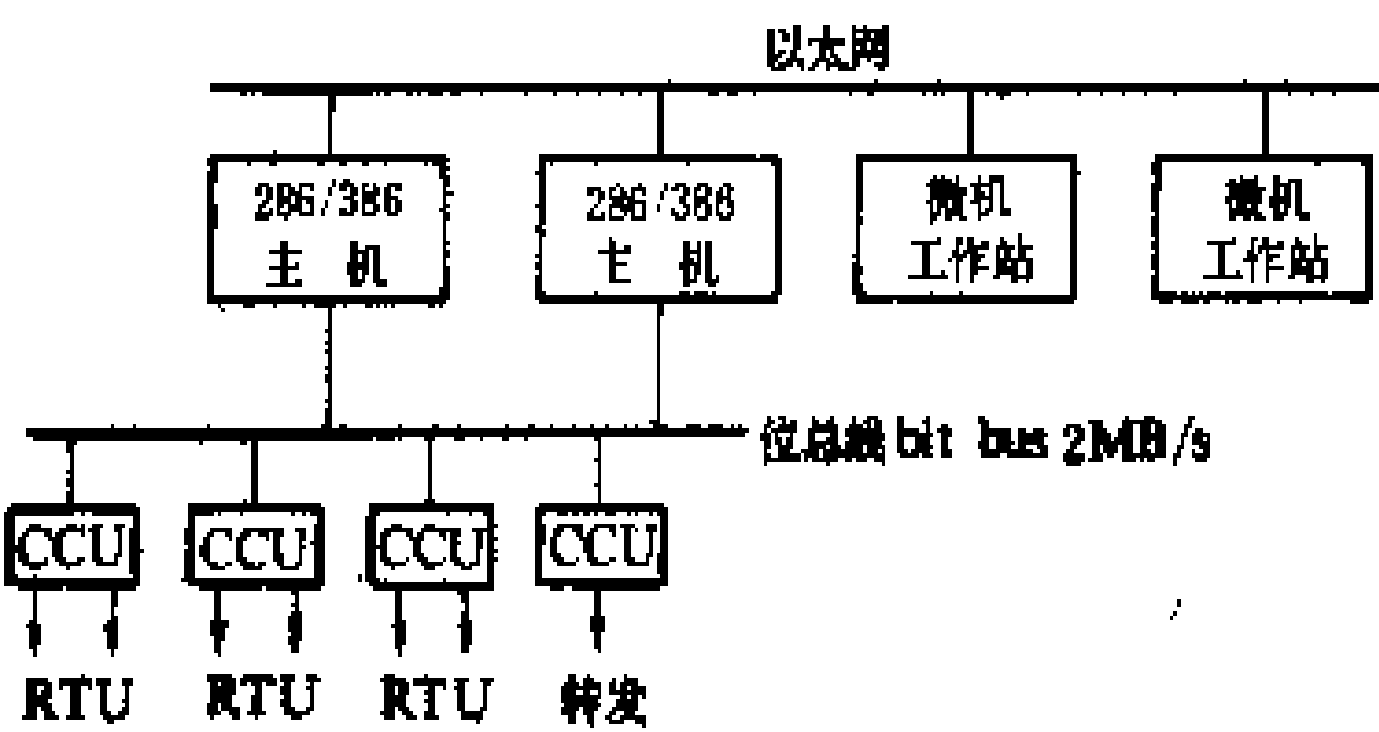 以太网
286/386
主 机
286/386
主 机
微机
工作站
微机
工作站
位总线 bit bus 2MB/s
CCU
CCU
CCU
CCU
RTU
RTU
RTU
转发